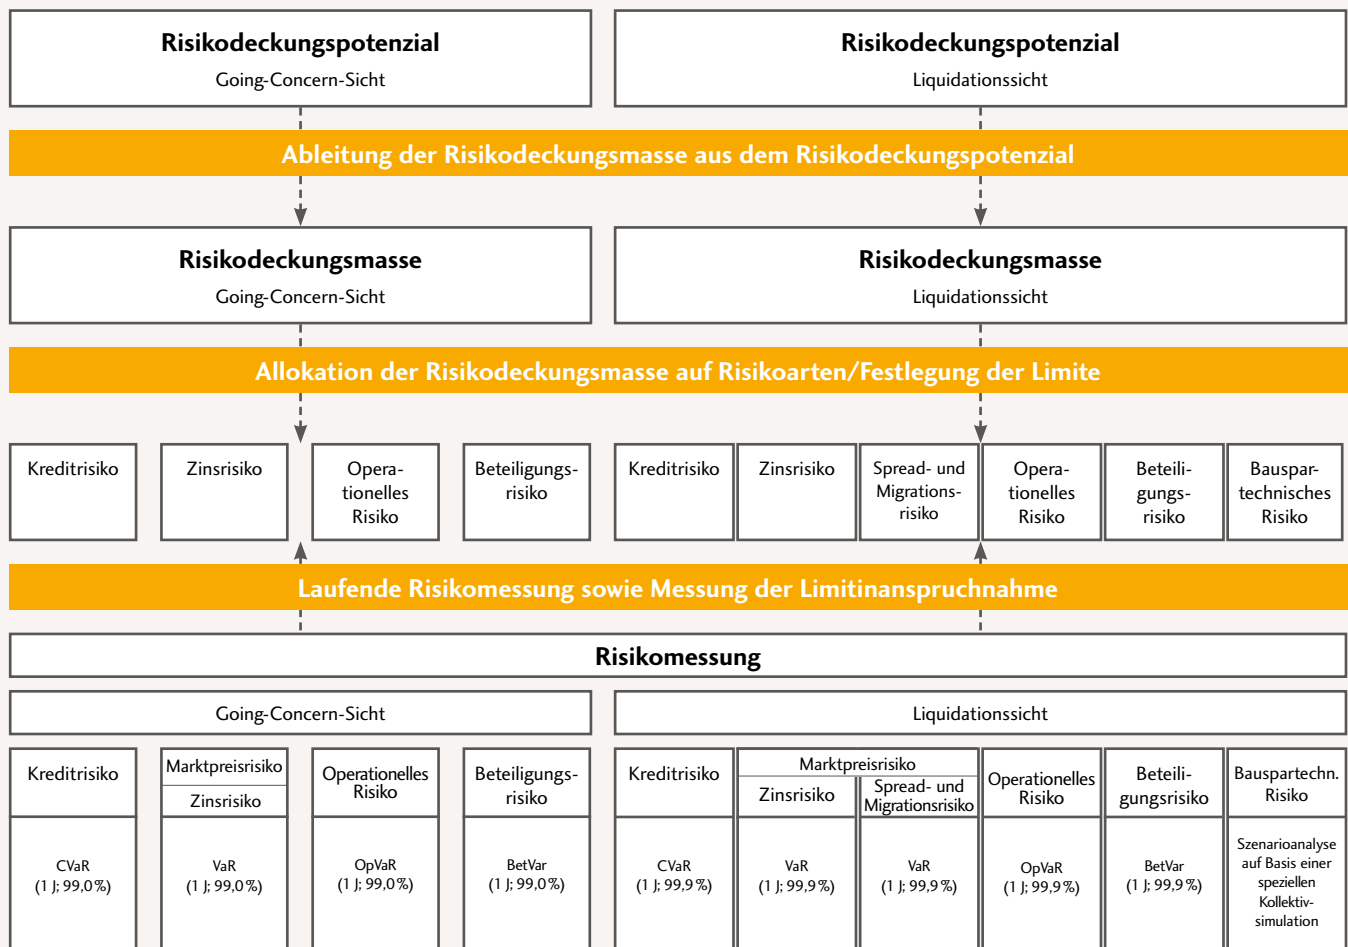 Risikodeckungspotenzial
Going-Concern-Sicht
Risikodeckungspotenzial
Liquidationssicht
Ableitung der Risikodeckungsmasse aus dem Risikodeckungspotenzial
Risikodeckungsmasse
Going-Concern-Sicht
Risikodeckungsmasse
Liquidationssicht
Allokation der Risikodeckungsmasse auf Risikoarten/Festlegung der Limite
Kreditrisiko
Zinsrisiko
Opera-
tionelles
Risiko
Beteiligungs-
risiko
Kreditrisiko
Zinsrisiko
Spread- und
Migrations-
risiko
Opera-
tionelles
Risiko
Beteili-
gungs-
risiko
Bauspar-
technisches
Risiko
Laufende Risikomessung sowie Messung der Limitinanspruchnahme
Risikomessung
Going-Concern-Sicht
Liquidationssicht
Kreditrisiko
Marktpreisrisiko
Zinsrisiko
Operationelles
Risiko
Beteiligungs-
risiko
Kreditrisiko
Marktpreisrisiko
Zinsrisiko
Spread- und
Migrationsrisiko
Operationelles
Risiko
Beteili-
gungsrisiko
Bauspartechn.
Risiko
CVaR
(1 J; 99,0 %)
VaR
(1 J; 99,0 %)
OpVaR
(1 J; 99,0 %)
BetVar
(1 J; 99,0 %)
CVaR
(1 J; 99,9 %)
VaR
(1 J; 99,9 %)
VaR
(1 J; 99,9 %)
OpVaR
(1 J; 99,9 %)
BetVar
(1 J; 99,9 %)
Szenarioanalyse
auf Basis einer
speziellen
Kollektiv-
simulation